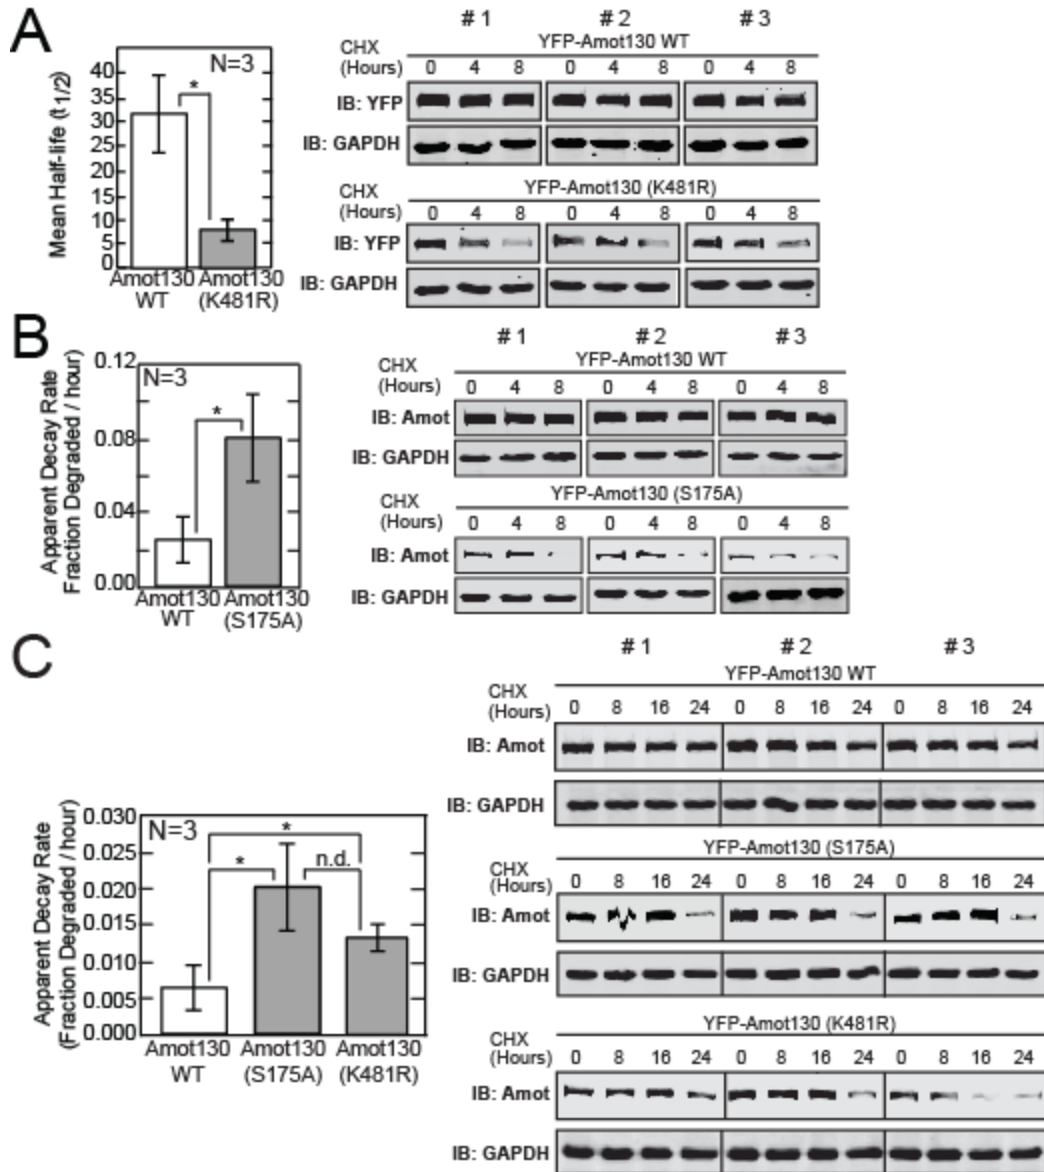 A
# 1 # 2 # 3
YFP-Amot130 WT
CHX
(Hours) 0 4 8 0 4 8 0 4 8
IB: YFP
IB: GAPDH
YFP-Amot130 (K481R)
CHX
(Hours) 0 4 8 0 4 8 0 4 8
IB: YFP
IB: GAPDH
Mean Half-life (t1/2)
40
35
30
25
20
15
10
5
0
N=3
*
Amot130 Amot130
WT (K481R)
B
# 1 # 2 # 3
YFP-Amot130 WT
CHX
(Hours) 0 4 8 0 4 8 0 4 8
IB: Amot
IB: GAPDH
YFP-Amot130 (S175A)
CHX
(Hours) 0 4 8 0 4 8 0 4 8
IB: Amot
IB: GAPDH
Apparent Decay Rate
Fraction Degraded / hour)
0.12
0.08
0.04
0.00
N=3
*
Amot130 Amot130
WT (S175A)
C
# 1 # 2 # 3
YFP-Amot130 WT
CHX
(Hours) 0 8 16 24 0 8 16 24 0 8 16 24
IB: Amot
IB: GAPDH
YFP-Amot130 (S175A)
CHX
(Hours) 0 8 16 24 0 8 16 24 0 8 16 24
IB: Amot
IB: GAPDH
YFP-Amot130 (K481R)
CHX
(Hours) 0 8 16 24 0 8 16 24 0 8 16 24
IB: Amot
IB: GAPDH
Apparent Decay Rate
(Fraction Degraded / hour)
0.030
0.025
0.020
0.015
0.010
0.005
0.000
N=3
*
* n.d.
Amot130 Amot130 Amot130
WT (S175A) (K481R)